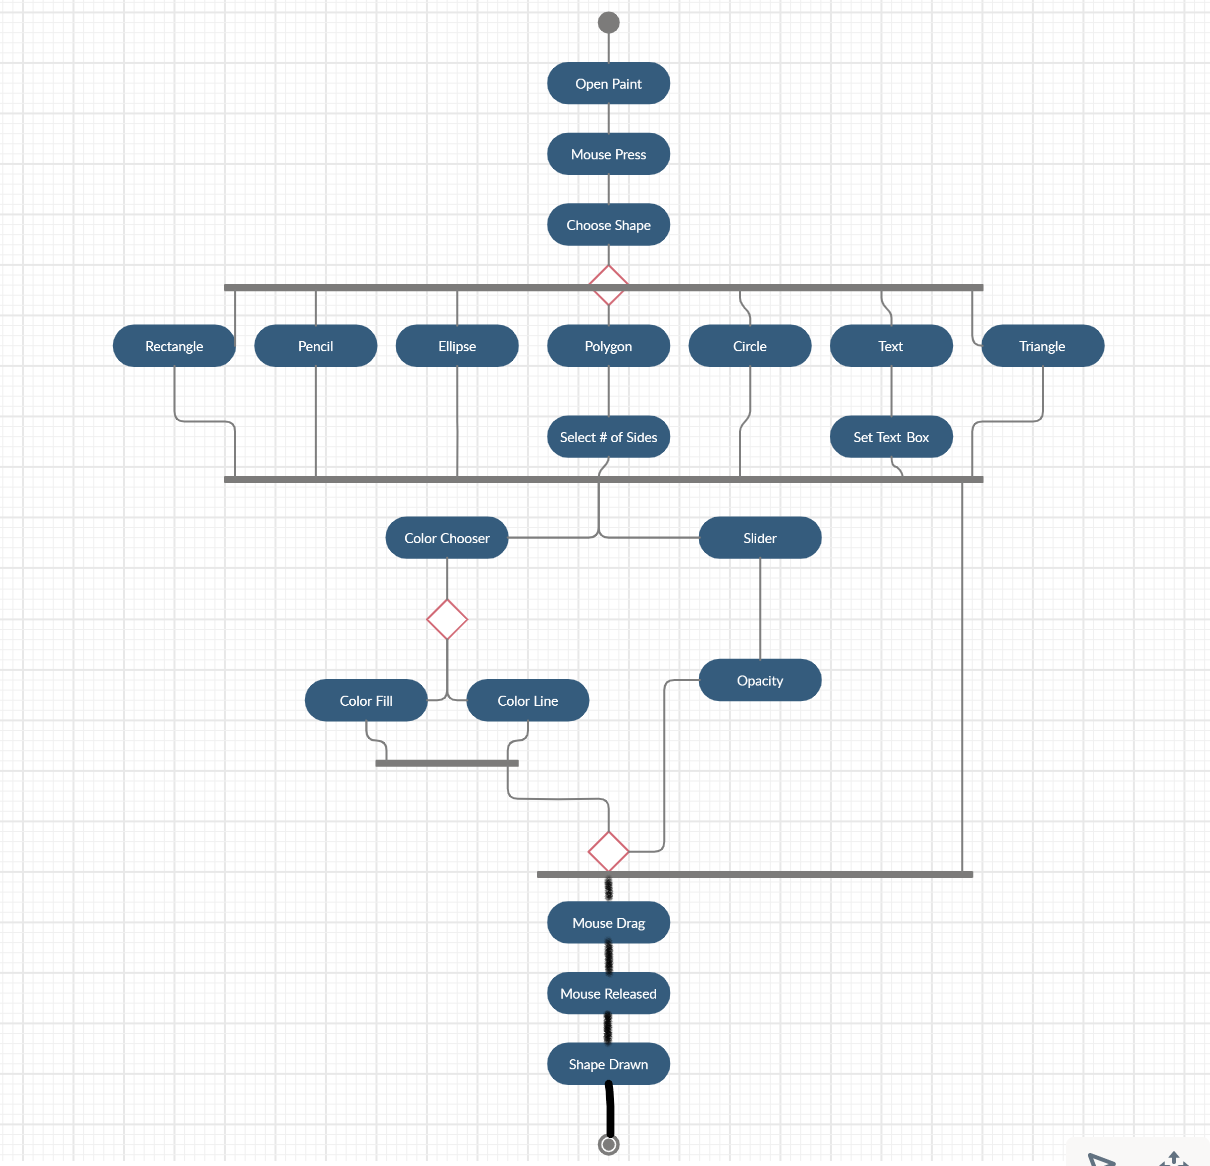 Open Paint
Mouse Press
Choose Shape
Rectangle
Pencil
Ellipse
Polygon
Circle
Text
Triangle
Select # of Sides
Set Text Box
Color Chooser
Slider
Color Fill
Color Line
Opacity
Mouse Drag
Mouse Released
Shape Drawn